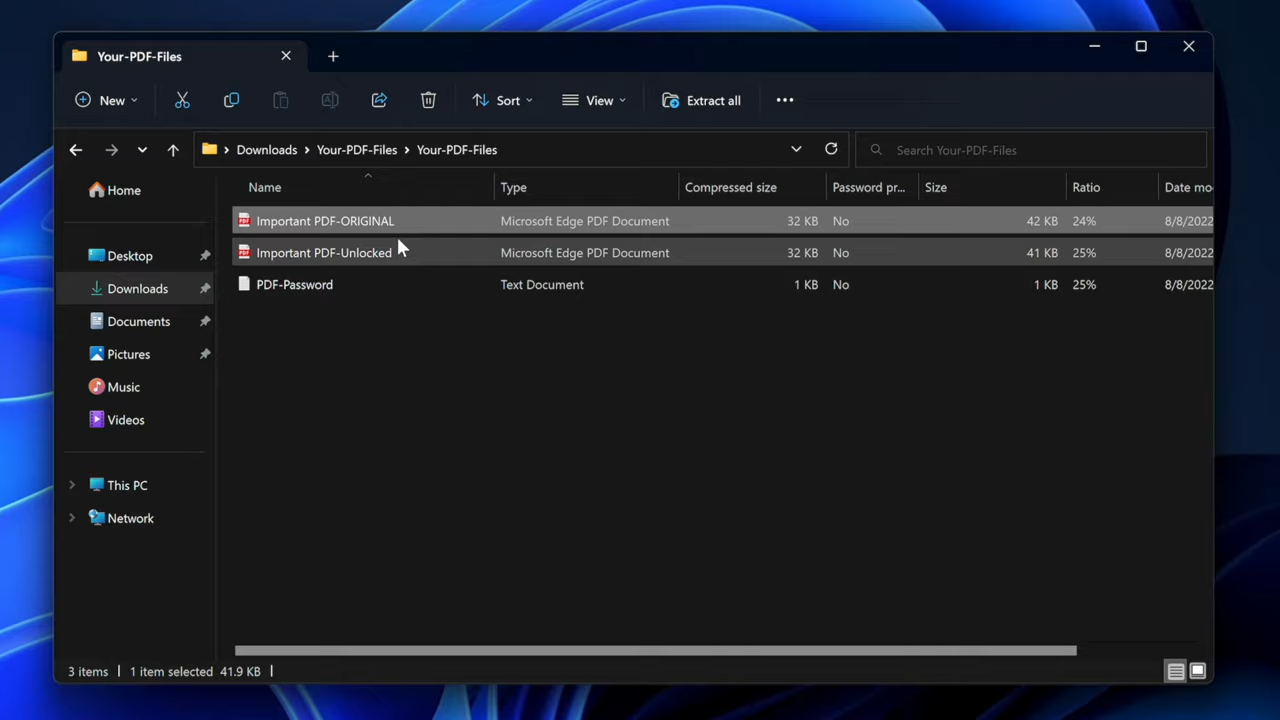 Your-PDF-Files
New
Sort
View
Extract all
Downloads > Your-PDF-Files > Your-PDF-Files
Search Your-PDF-Files
Name Type Compressed size Password pr... Size Ratio Date mo
Important PDF-ORIGINAL Microsoft Edge PDF Document 32 KB No 42 KB 24% 8/8/2022
Important PDF-Unlocked Microsoft Edge PDF Document 32 KB No 41 KB 25% 8/8/2022
PDF-Password Text Document 1 KB No 1 KB 25% 8/8/2022
Home
Desktop
Downloads
Documents
Pictures
Music
Videos
This PC
Network
3 items | 1 item selected 41.9 KB |